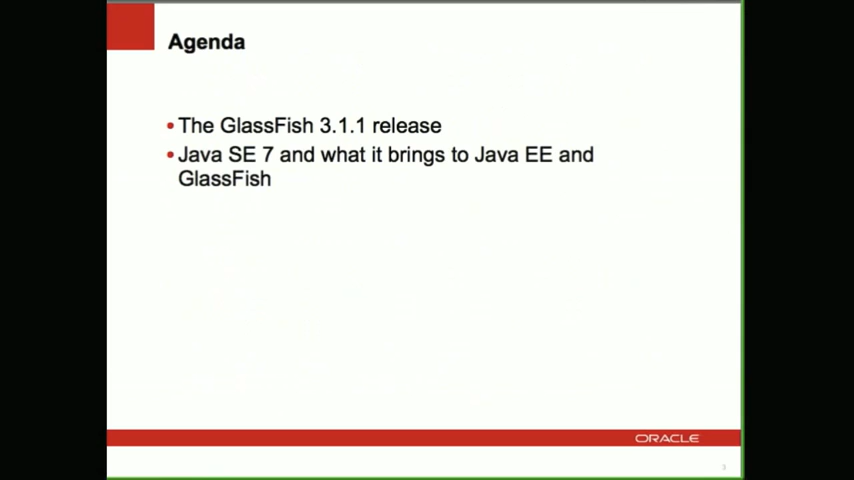 Agenda
•The GlassFish 3.1.1 release
•Java SE 7 and what it brings to Java EE and
GlassFish
ORACLE
3